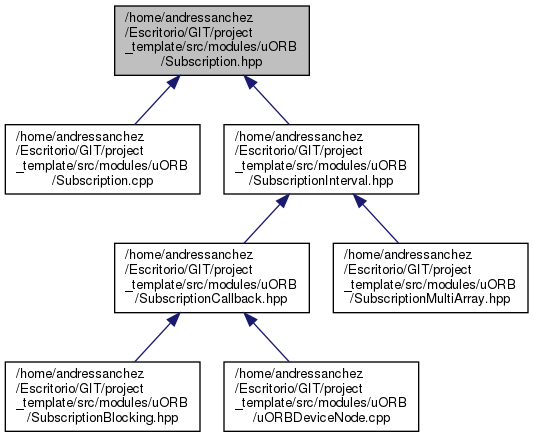 /home/andressanchez
/Escritorio/GIT/project
_template/src/modules/uORB
/Subscription.hpp
/home/andressanchez
/Escritorio/GIT/project
_template/src/modules/uORB
/Subscription.cpp
/home/andressanchez
/Escritorio/GIT/project
_template/src/modules/uORB
/SubscriptionInterval.hpp
/home/andressanchez
/Escritorio/GIT/project
_template/src/modules/uORB
/SubscriptionCallback.hpp
/home/andressanchez
/Escritorio/GIT/project
_template/src/modules/uORB
/SubscriptionMultiArray.hpp
/home/andressanchez
/Escritorio/GIT/project
_template/src/modules/uORB
/SubscriptionBlocking.hpp
/home/andressanchez
/Escritorio/GIT/project
_template/src/modules/uORB
/uORBDeviceNode.cpp